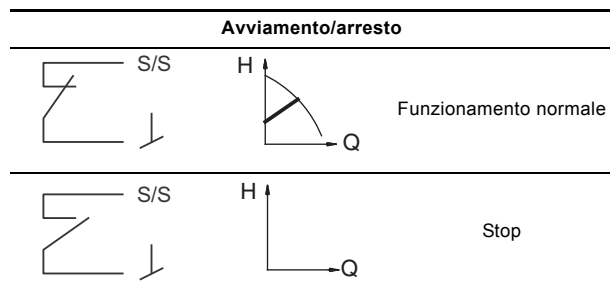 Avviamento/arresto
S/S
H
Q
Funzionamento normale
S/S
H
Q
Stop